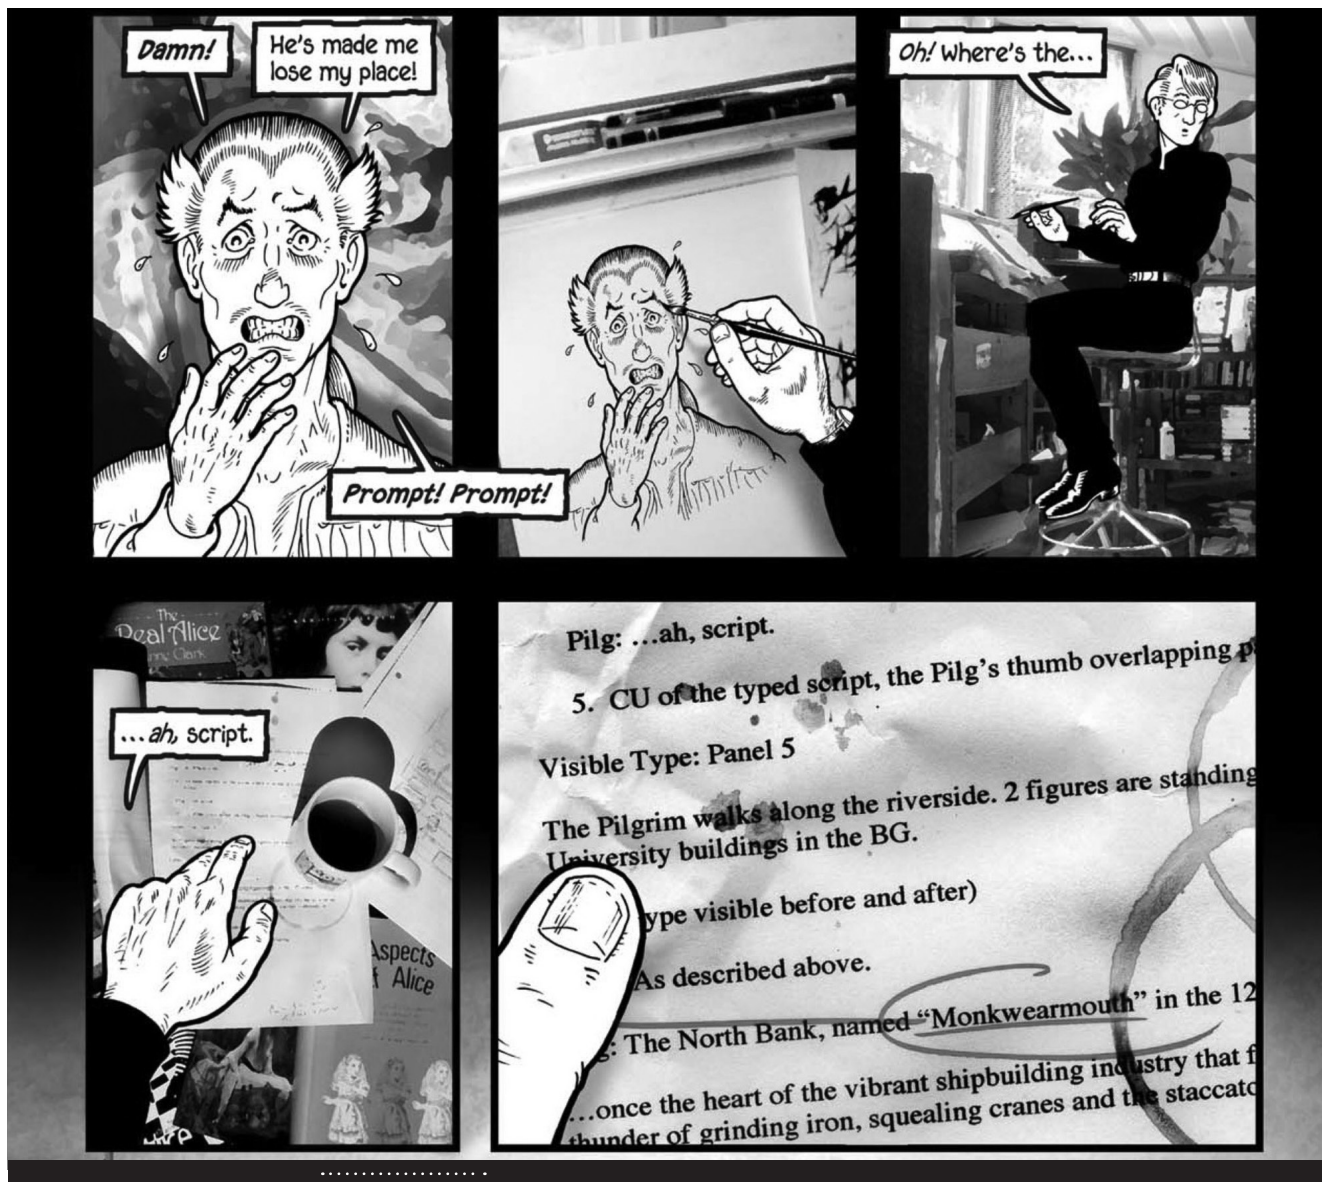 Damn!
He's made me
lose my place!
Prompt! Prompt!
Oh! Where's the...
The
Real Alice
Anne Clark
...ah, script.
Aspects
of Alice
Pilg: ...ah, script.
5. CU of the typed script, the Pilg's thumb overlapping
Visible Type: Panel 5
The Pilgrim walks along the riverside. 2 figures are standing
University buildings in the BG.
ype visible before and after)
As described above.
g: The North Bank, named “Monkwearmouth” in the 12
...once the heart of the vibrant shipbuilding industry that f
thunder of grinding iron, squealing cranes and the staccato